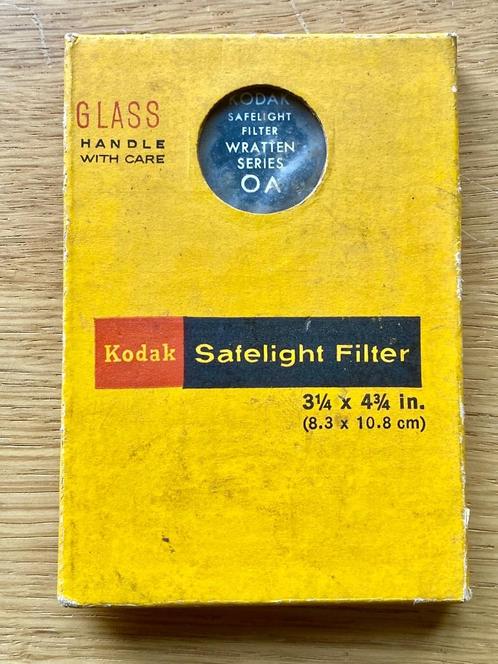 GLASS
HANDLE
WITH CARE
KODAK
SAFELIGHT
FILTER
WRATTEN
SERIES
OA
Kodak Safelight Filter
3¼ x 4¾ in.
(8.3 x 10.8 cm)